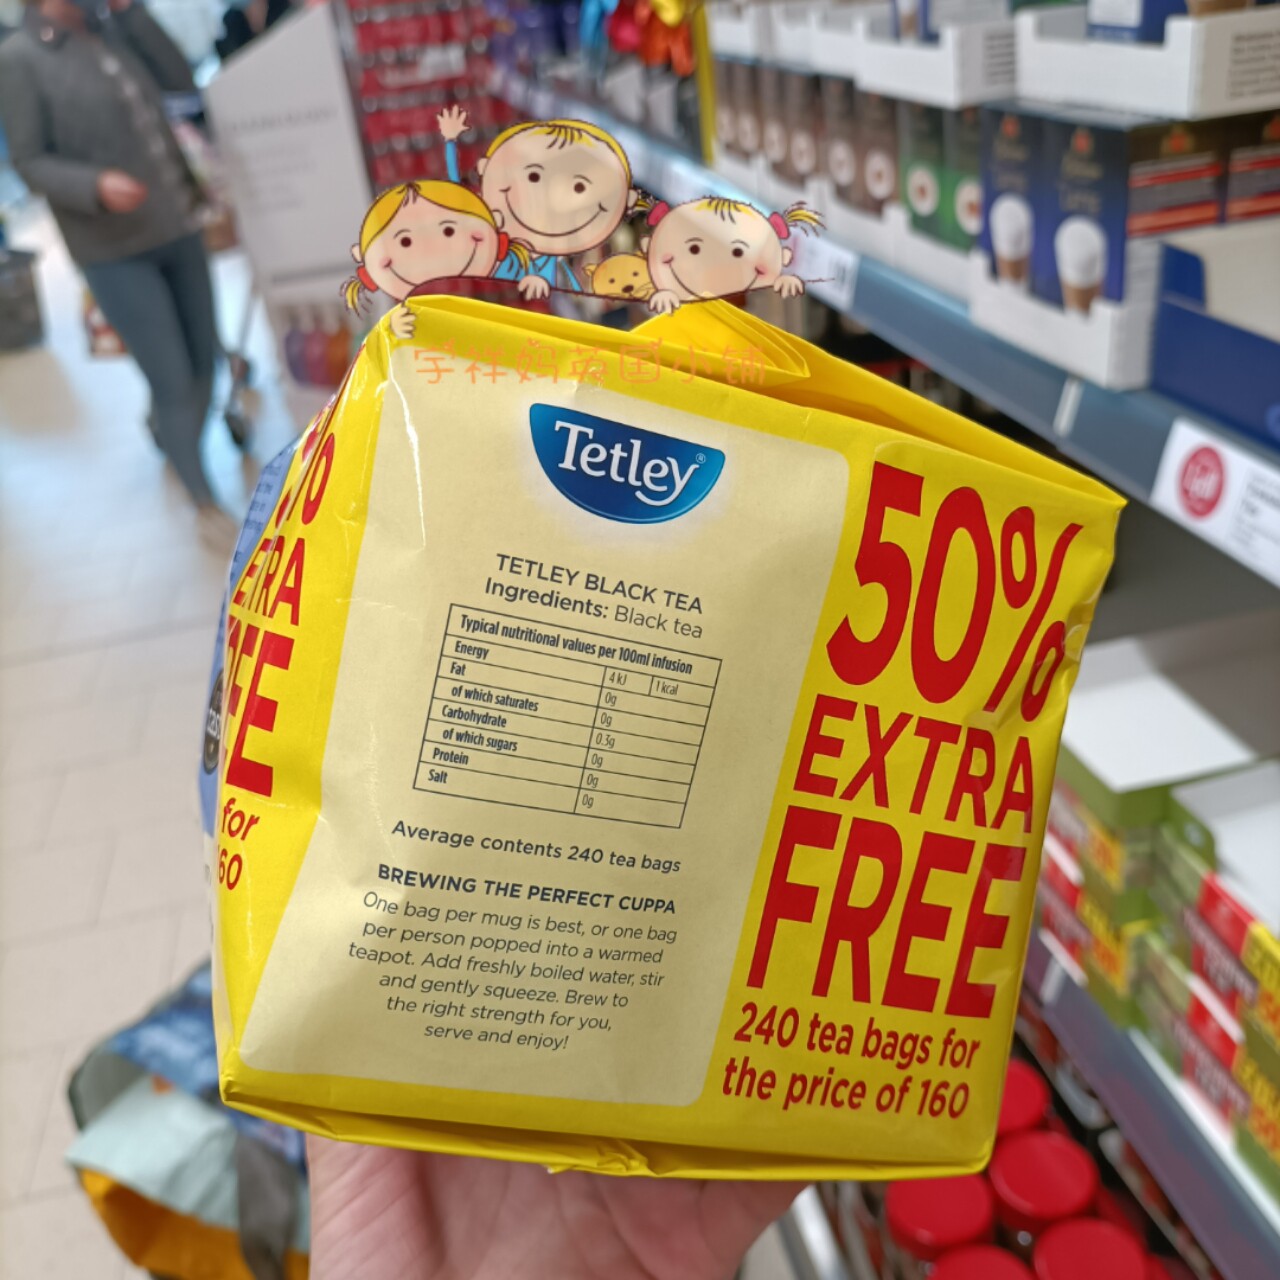 宇祥妈英国小铺
Tetley®
TETLEY BLACK TEA
Ingredients: Black tea
Typical nutritional values per 100ml infusion
Energy 4 kJ 1 kcal
Fat 0g
of which saturates 0g
Carbohydrate 0.3g
of which sugars 0g
Protein 0g
Salt 0g
Average contents 240 tea bags
BREWING THE PERFECT CUPPA
One bag per mug is best, or one bag
per person popped into a warmed
teapot. Add freshly boiled water, stir
and gently squeeze. Brew to
the right strength for you,
serve and enjoy!
50%
EXTRA
FREE
240 tea bags for
the price of 160
for
160